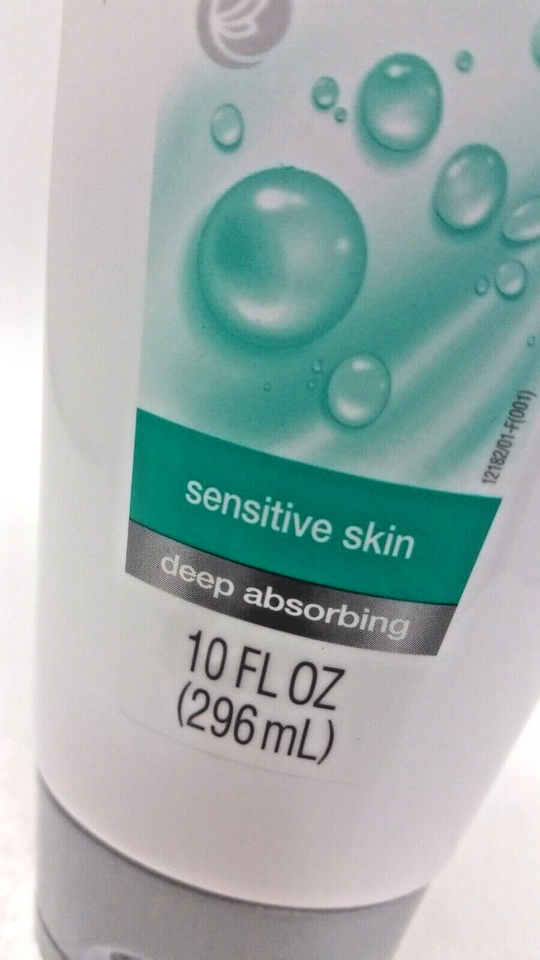 12182/01-F(001)
sensitive skin
deep absorbing
10 FL OZ
(296 mL)